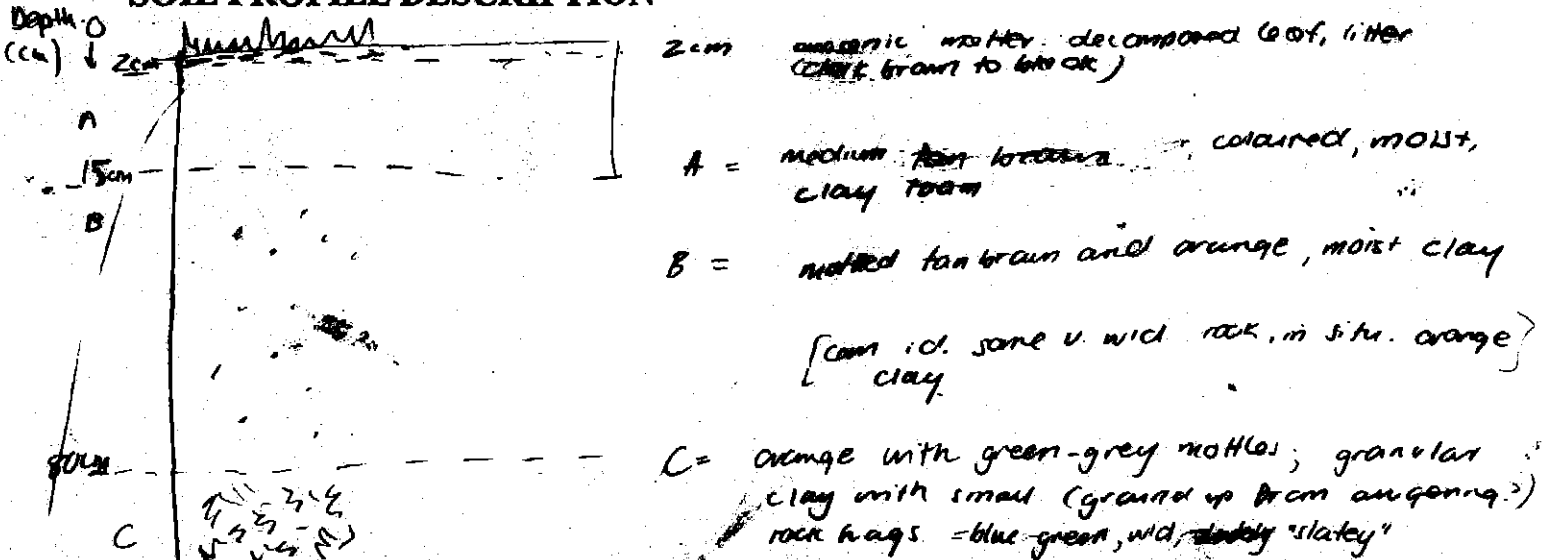 SOIL PROFILE DESCRIPTION
Depth 0
(cm) ↓ 2cm
2cm organic matter. decomposed leaf, litter
(dark brown to black)
A
15cm
A = medium tan brown coloured, moist,
clay loam
B
B = mottled tan brown and orange, moist clay
[can id. some v. w'd rock, in situ. orange]
clay
80cm
C = orange with green-grey mottles; granular
clay with small (ground up from augering?)
C
rock frags = blue-green, w'd, "slatey"